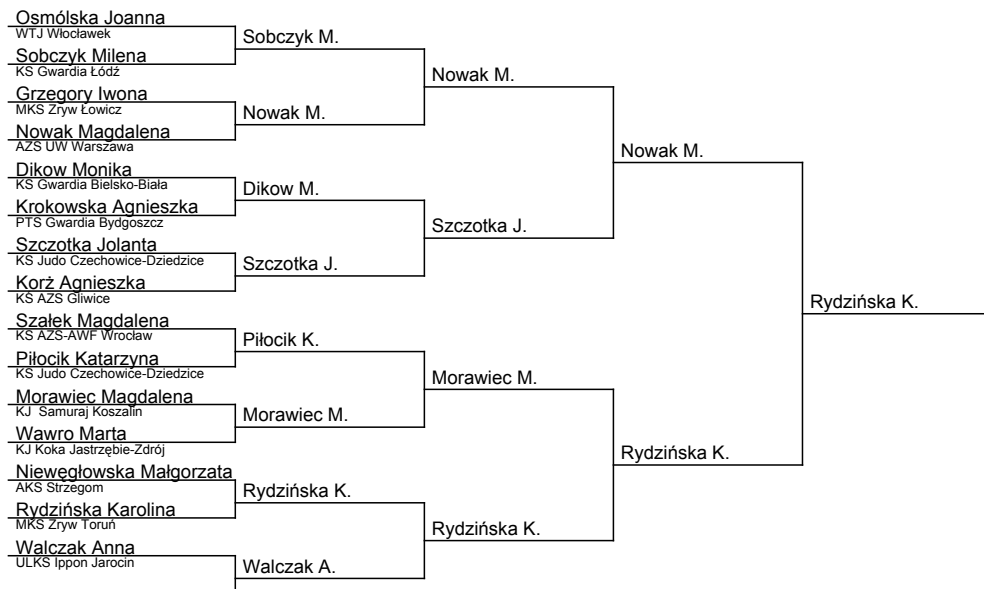 Osmólska Joanna
WTJ Włocławek
Sobczyk Milena
KS Gwardia Łódź
Grzegory Iwona
MKS Zryw Łowicz
Nowak Magdalena
AZS UW Warszawa
Dikow Monika
KS Gwardia Bielsko-Biała
Krokowska Agnieszka
PTS Gwardia Bydgoszcz
Szczotka Jolanta
KS Judo Czechowice-Dziedzice
Korż Agnieszka
KS AZS Gliwice
Szałek Magdalena
KS AZS-AWF Wrocław
Piłocik Katarzyna
KS Judo Czechowice-Dziedzice
Morawiec Magdalena
KJ Samuraj Koszalin
Wawro Marta
KJ Koka Jastrzębie-Zdrój
Niewęgłowska Małgorzata
AKS Strzegom
Rydzińska Karolina
MKS Zryw Toruń
Walczak Anna
ULKS Ippon Jarocin
Sobczyk M.
Nowak M.
Dikow M.
Szczotka J.
Piłocik K.
Morawiec M.
Rydzińska K.
Walczak A.
Nowak M.
Szczotka J.
Morawiec M.
Rydzińska K.
Nowak M.
Rydzińska K.
Rydzińska K.